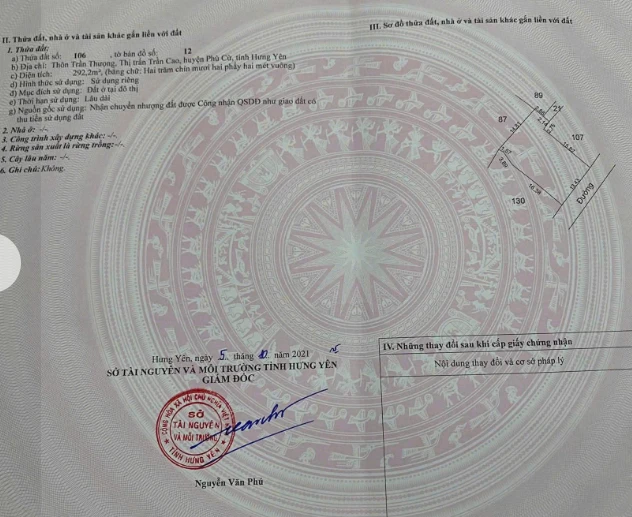 II. Thửa đất, nhà ở và tài sản khác gắn liền với đất
1. Thửa đất:
a) Thửa đất số: 106 , tờ bản đồ số: 12
b) Địa chỉ: Thôn Trần Thượng, Thị trấn Trần Cao, huyện Phù Cừ, tỉnh Hưng Yên
c) Diện tích: 292,2m², (bằng chữ: Hai trăm chín mươi hai phẩy hai mét vuông)
d) Hình thức sử dụng: Sử dụng riêng
đ) Mục đích sử dụng: Đất ở tại đô thị
e) Thời hạn sử dụng: Lâu dài
g) Nguồn gốc sử dụng: Nhận chuyển nhượng đất được Công nhận QSDĐ như giao đất có
thu tiền sử dụng đất
2. Nhà ở: -/-
3. Công trình xây dựng khác: -/-
4. Rừng sản xuất là rừng trồng:-/-
5. Cây lâu năm: -/-
6. Ghi chú: Không.
III. Sơ đồ thửa đất, nhà ở và tài sản khác gắn liền với đất
89
87
107
130
Đường
Hưng Yên, ngày 5 tháng năm 2021
SỞ TÀI NGUYÊN VÀ MÔI TRƯỜNG TỈNH HƯNG YÊN
GIÁM ĐỐC
CỘNG HÒA XÃ HỘI CHỦ NGHĨA VIỆT
SỞ
TÀI NGUYÊN
VÀ MÔI TRƯỜNG
TỈNH HƯNG YÊN
Nguyễn Văn Phú
IV. Những thay đổi sau khi cấp giấy chứng nhận
Nội dung thay đổi và cơ sở pháp lý